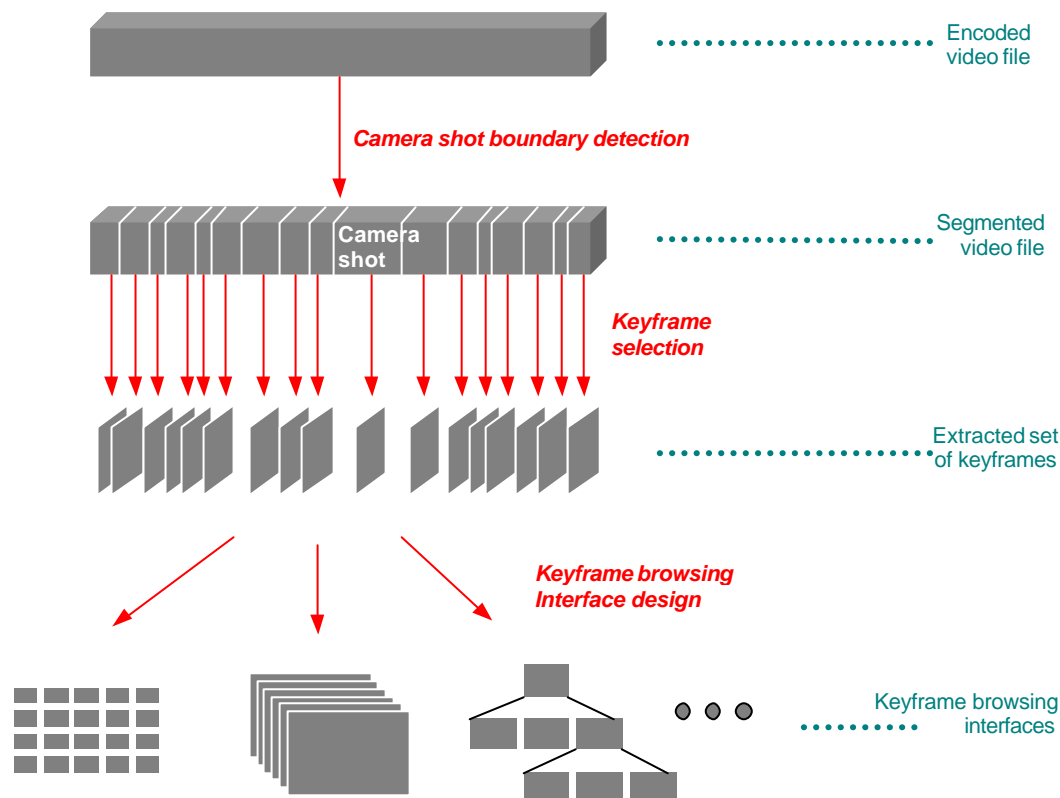 Encoded
video file
Camera shot boundary detection
Camera
shot
Segmented
video file
Keyframe
selection
Extracted set
of keyframes
Keyframe browsing
Interface design
Keyframe browsing
interfaces